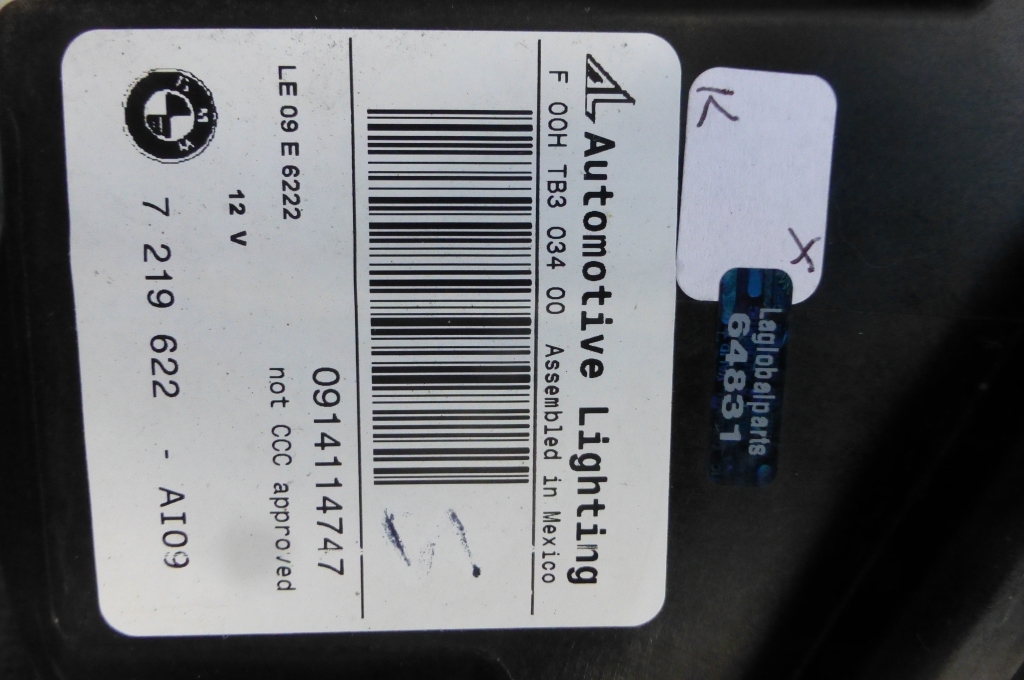 Automotive Lighting
F 00H TB3 034 00 Assembled in Mexico
0914114747
LE 09 E 6222 not CCC approved
12 V
BMW
7 219 622 - AI09
K
X
Laglobalparts
64831